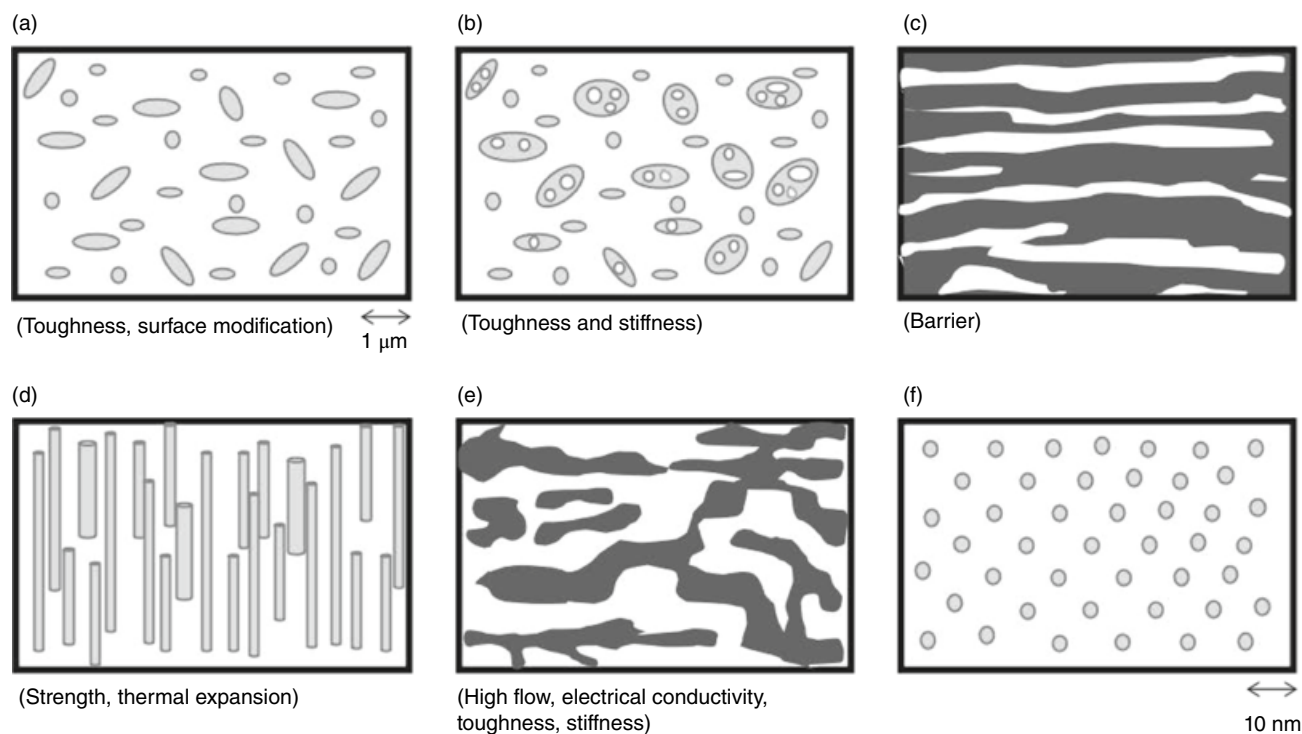 (a)
(b)
(c)
(Toughness, surface modification)
1 μm
(Toughness and stiffness)
(Barrier)
(d)
(e)
(f)
(Strength, thermal expansion)
(High flow, electrical conductivity,
toughness, stiffness)
10 nm